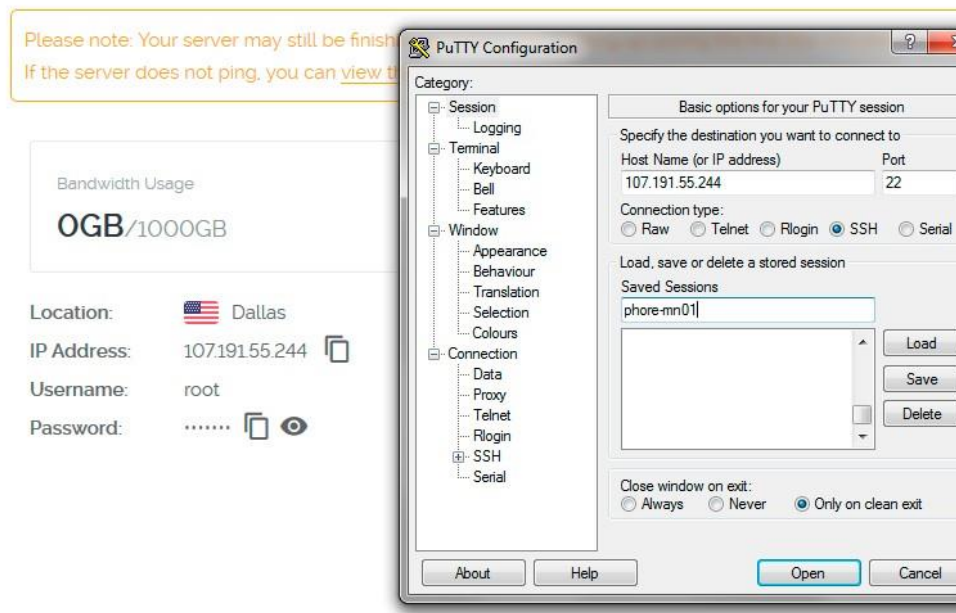 Please note: Your server may still be finish
If the server does not ping, you can view th
Bandwidth Usage
0GB/1000GB
Location: Dallas
IP Address: 107.191.55.244
Username: root
Password: .......
PuTTY Configuration
Category:
Session
Logging
Terminal
Keyboard
Bell
Features
Window
Appearance
Behaviour
Translation
Selection
Colours
Connection
Data
Proxy
Telnet
Rlogin
SSH
Serial
Basic options for your PuTTY session
Specify the destination you want to connect to
Host Name (or IP address) Port
107.191.55.244 22
Connection type:
Raw Telnet Rlogin SSH Serial
Load, save or delete a stored session
Saved Sessions
phore-mn01
Load
Save
Delete
Close window on exit:
Always Never Only on clean exit
About Help Open Cancel